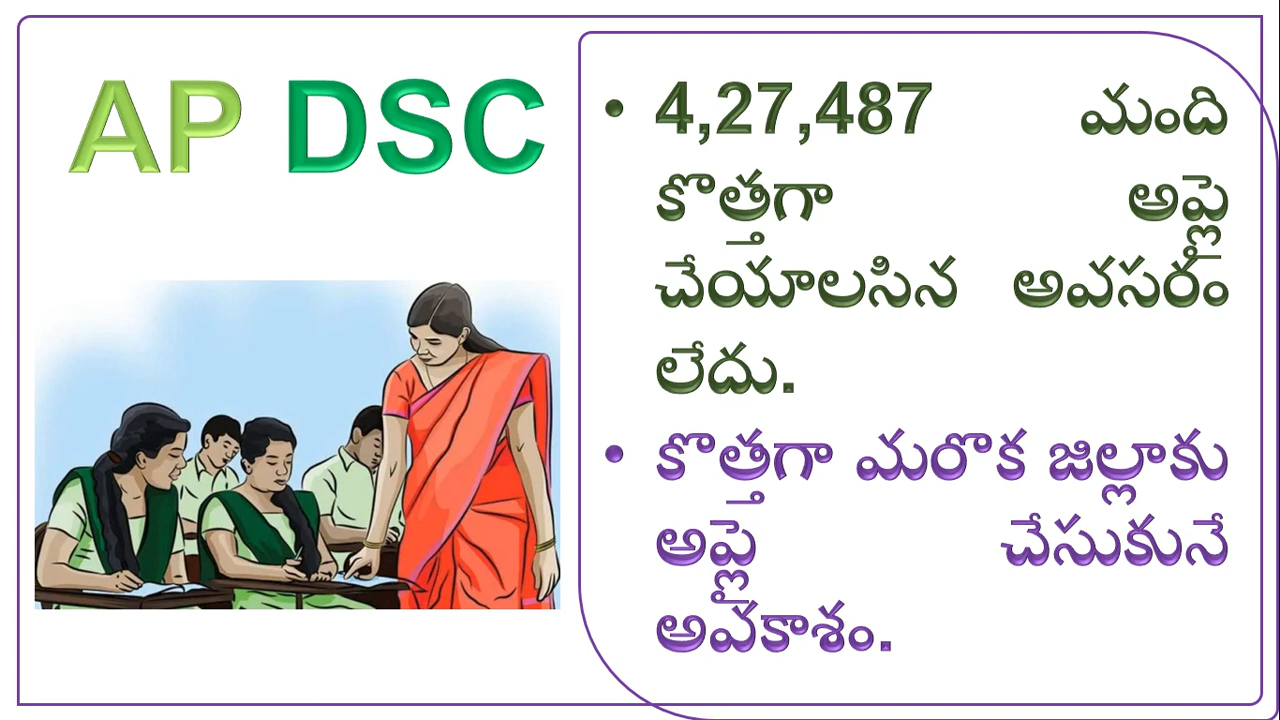 AP DSC
• 4,27,487 మంది
కొత్తగా అప్లై
చేయాలసిన అవసరం
లేదు.
• కొత్తగా మరొక జిల్లాకు
అప్లై చేసుకునే
అవకాశం.